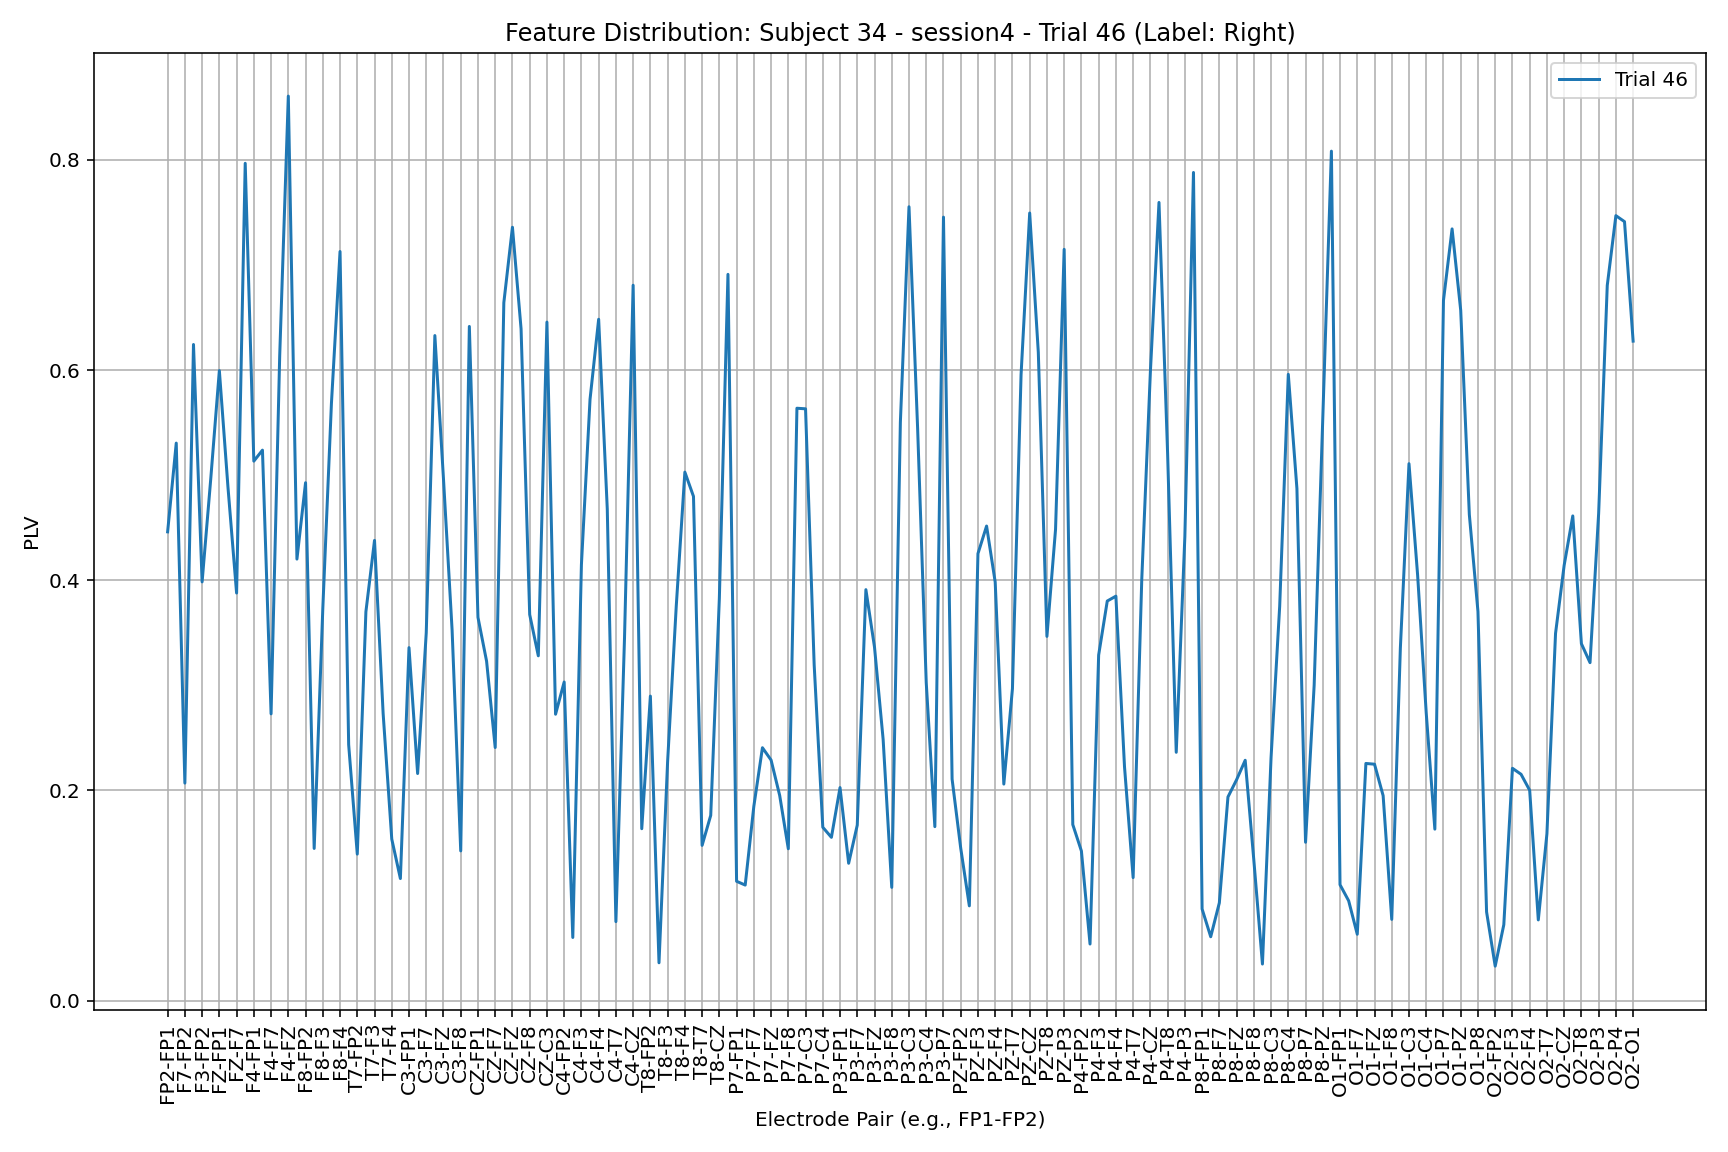 Feature Distribution: Subject 34 - session4 - Trial 46 (Label: Right)
Trial 46
PLV
0.8
0.6
0.4
0.2
0.0
FP2-FP1
F7-FP2
F3-FP2
FZ-FP1
FZ-F7
F4-FP1
F4-F7
F4-FZ
F8-FP2
F8-F3
F8-F4
T7-FP2
T7-F3
T7-F4
C3-FP1
C3-F7
C3-FZ
C3-F8
CZ-FP1
CZ-F7
CZ-FZ
CZ-F8
CZ-C3
C4-FP2
C4-F3
C4-F4
C4-T7
C4-CZ
T8-FP2
T8-F3
T8-F4
T8-T7
T8-CZ
P7-FP1
P7-F7
P7-FZ
P7-F8
P7-C3
P7-C4
P3-FP1
P3-F7
P3-FZ
P3-F8
P3-C3
P3-C4
P3-P7
PZ-FP2
PZ-F3
PZ-F4
PZ-T7
PZ-CZ
PZ-T8
PZ-P3
P4-FP2
P4-F3
P4-F4
P4-T7
P4-CZ
P4-T8
P4-P3
P8-FP1
P8-F7
P8-FZ
P8-F8
P8-C3
P8-C4
P8-P7
P8-PZ
O1-FP1
O1-F7
O1-FZ
O1-F8
O1-C3
O1-C4
O1-P7
O1-PZ
O1-P8
O2-FP2
O2-F3
O2-F4
O2-T7
O2-CZ
O2-T8
O2-P3
O2-P4
O2-O1
Electrode Pair (e.g., FP1-FP2)